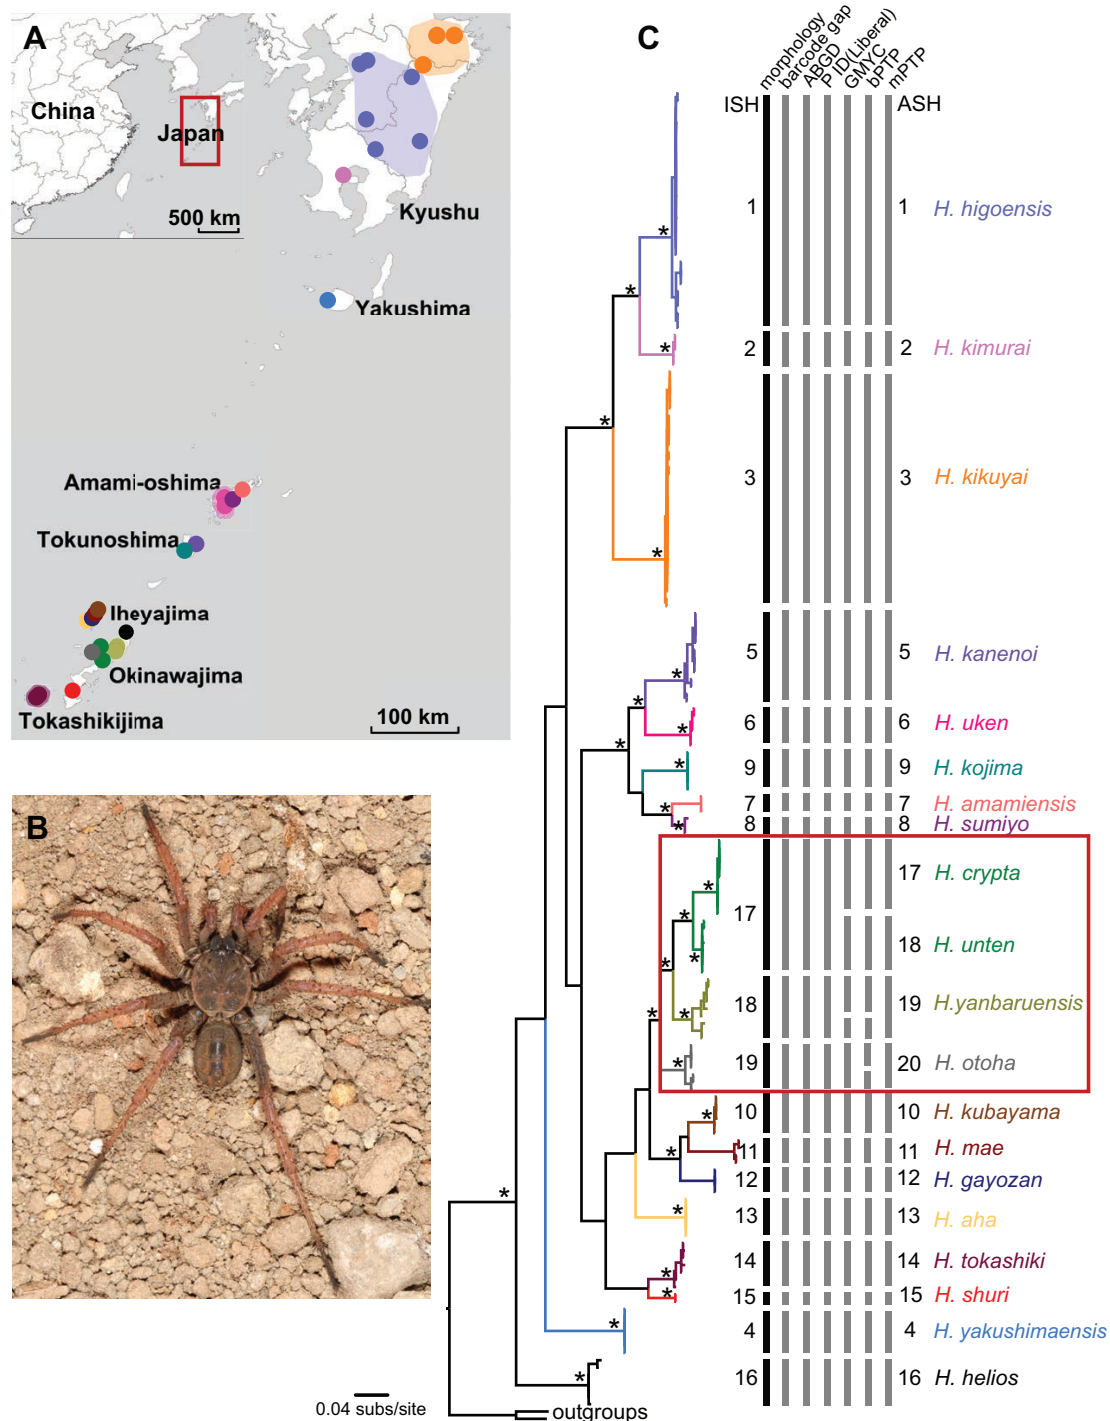 A
China
Japan
500 km
Kyushu
Yakushima
Amami-oshima
Tokunoshima
Iheyajima
Okinawajima
Tokashikijima
100 km
B
C
morphology
barcode gap
ABGD
P ID(Liberal)
GMYC
bPTP
mPTP
ISH ASH
1 1 H. higoensis
2 2 H. kimurai
3 3 H. kikuyai
5 5 H. kanenoi
6 6 H. uken
9 9 H. kojima
7 7 H. amamiensis
8 8 H. sumiyo
17 17 H. crypta
18 H. unten
18 19 H.yanbaruensis
19 20 H. otoha
10 10 H. kubayama
11 11 H. mae
12 12 H. gayozan
13 13 H. aha
14 14 H. tokashiki
15 15 H. shuri
4 4 H. yakushimaensis
16 16 H. helios
outgroups
0.04 subs/site